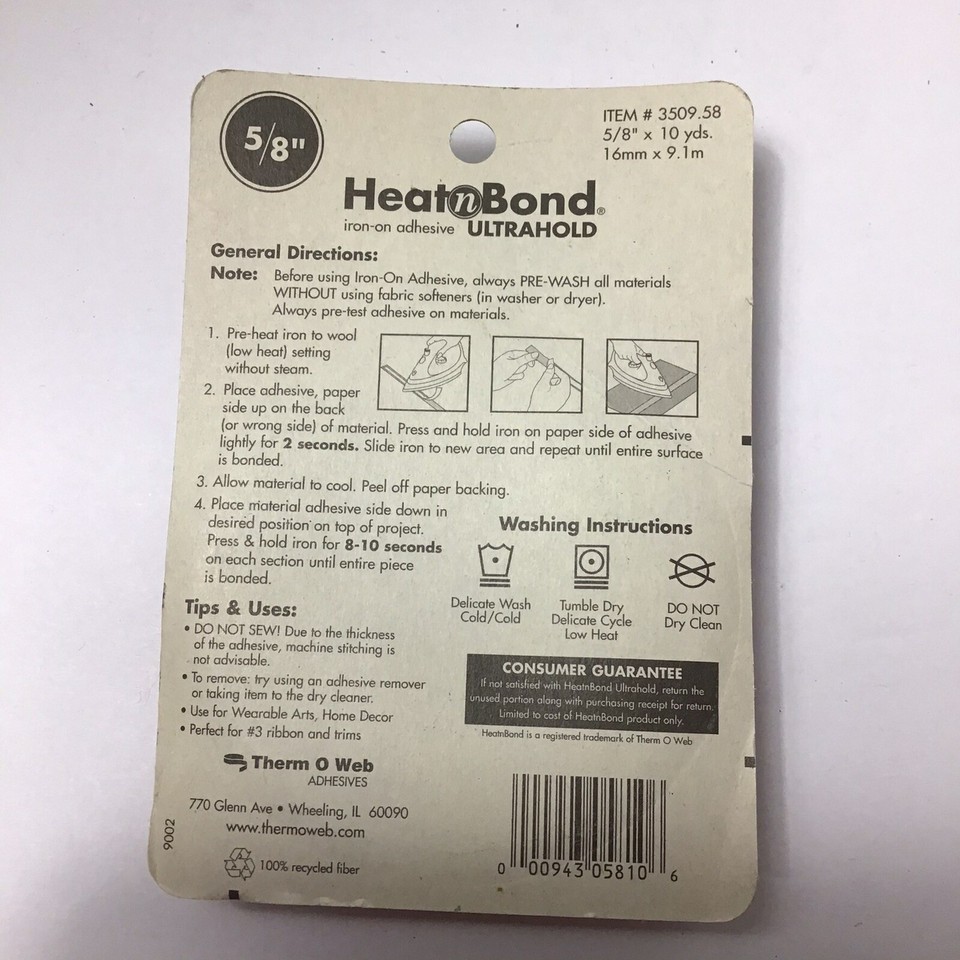 5/8"
ITEM # 3509.58
5/8" x 10 yds.
16mm x 9.1m
HeatnBond®
iron-on adhesive ULTRAHOLD
General Directions:
Note: Before using Iron-On Adhesive, always PRE-WASH all materials
WITHOUT using fabric softeners (in washer or dryer).
Always pre-test adhesive on materials.
1. Pre-heat iron to wool
(low heat) setting
without steam.
2. Place adhesive, paper
side up on the back
(or wrong side) of material. Press and hold iron on paper side of adhesive
lightly for 2 seconds. Slide iron to new area and repeat until entire surface
is bonded.
3. Allow material to cool. Peel off paper backing.
4. Place material adhesive side down in
desired position on top of project.
Press & hold iron for 8-10 seconds
on each section until entire piece
is bonded.
Washing Instructions
Delicate Wash
Cold/Cold
Tumble Dry
Delicate Cycle
Low Heat
DO NOT
Dry Clean
Tips & Uses:
• DO NOT SEW! Due to the thickness
of the adhesive, machine stitching is
not advisable.
• To remove: try using an adhesive remover
or taking item to the dry cleaner.
• Use for Wearable Arts, Home Decor
• Perfect for #3 ribbon and trims
CONSUMER GUARANTEE
If not satisfied with HeatnBond Ultrahold, return the
unused portion along with purchasing receipt for return.
Limited to cost of HeatnBond product only.
HeatnBond is a registered trademark of Therm O Web
Therm O Web
ADHESIVES
770 Glenn Ave • Wheeling, IL 60090
www.thermoweb.com
9002
100% recycled fiber
0 00943 05810 6